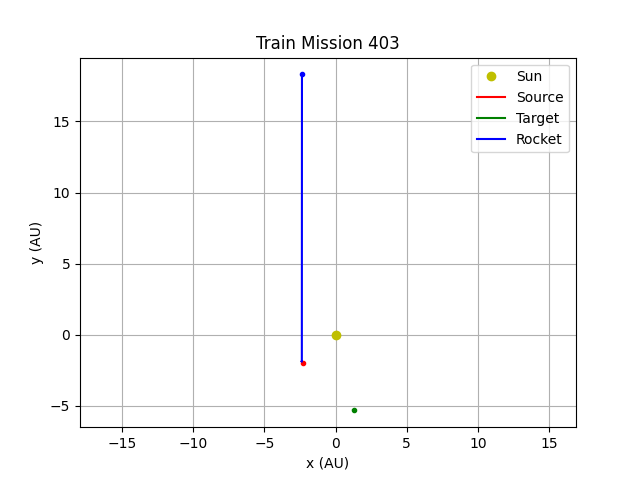 Train Mission 403
Sun
Source
Target
Rocket
15
10
5
0
−5
y (AU)
−15
−10
−5
0
5
10
15
x (AU)